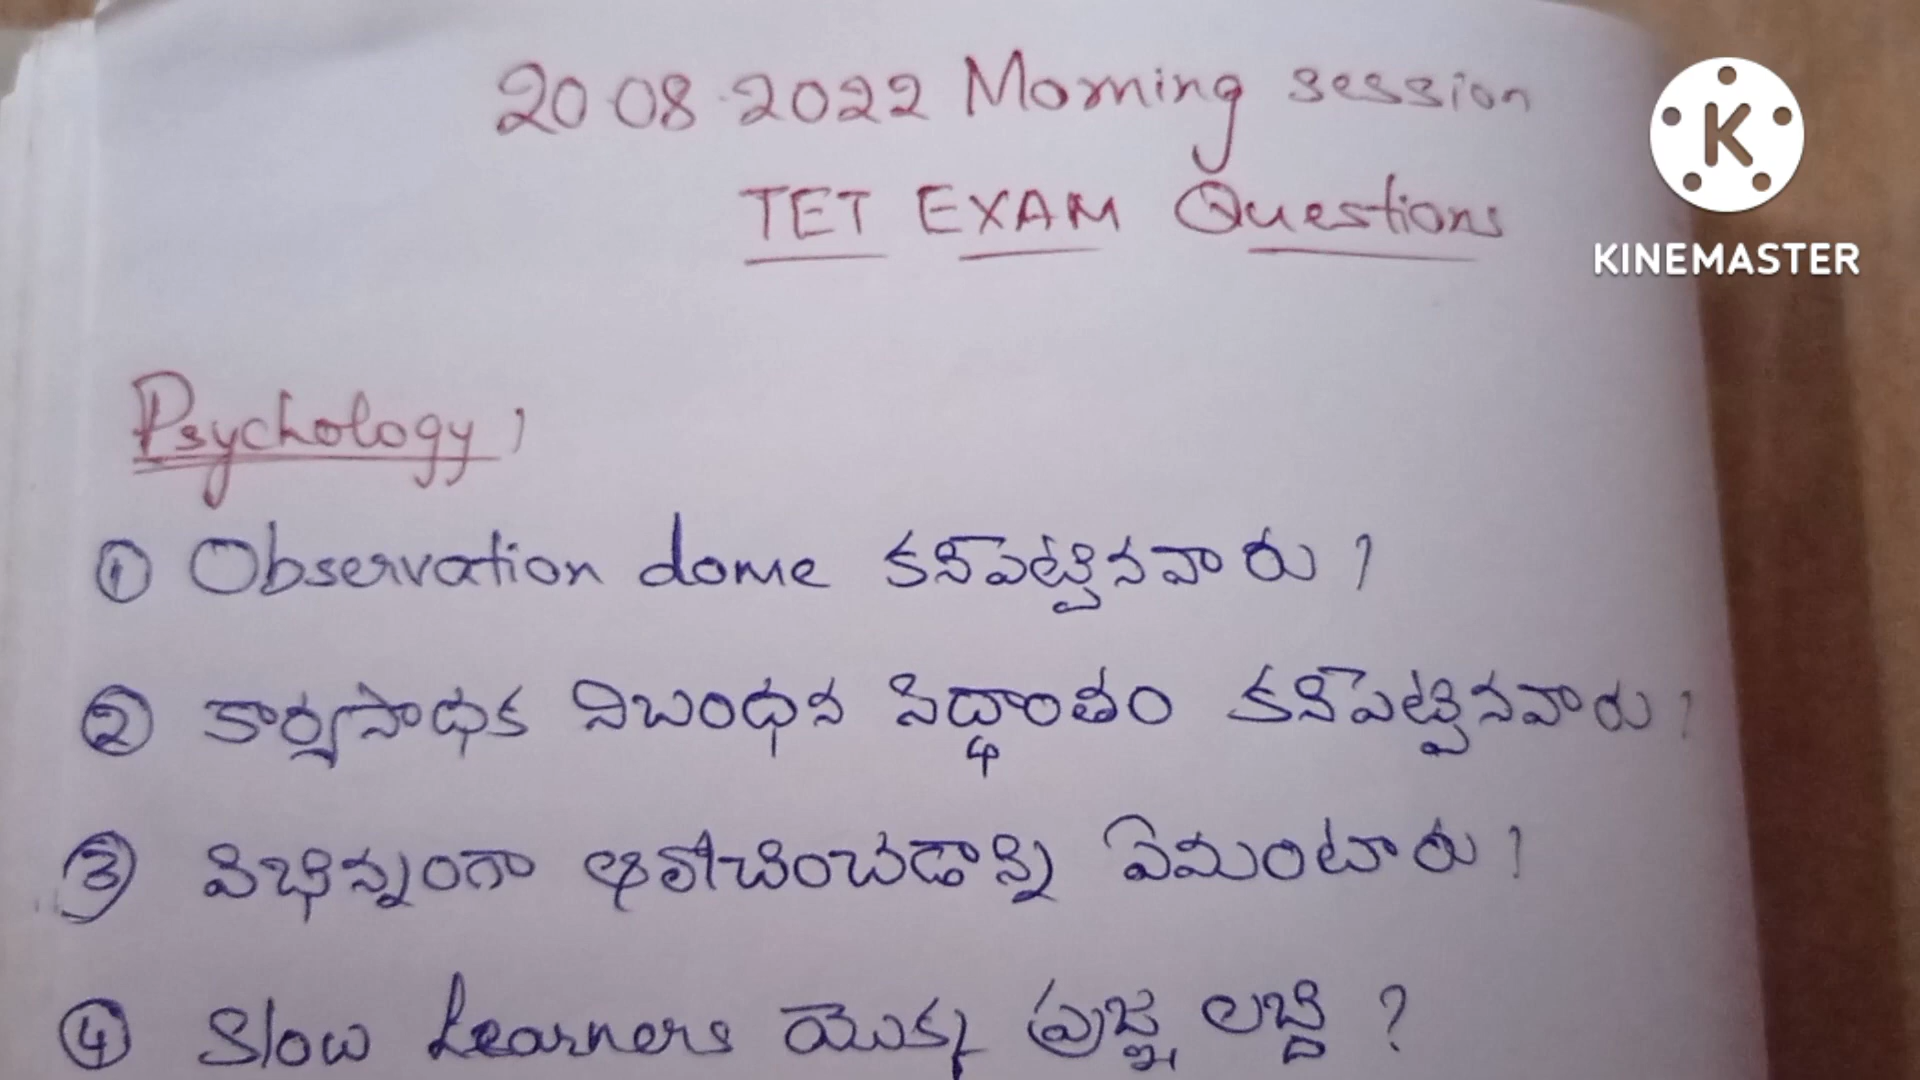 20.08.2022 Morning session
TET EXAM Questions
K
KINEMASTER
Psychology :
① Observation dome కనిపెట్టినవారు ?
② కార్యసాధక నిబంధన సిద్ధాంతం కనిపెట్టినవారు ?
③ విభిన్నంగా ఆలోచించడాన్ని ఏమంటారు ?
④ Slow Learners యొక్క ప్రజ్ఞ లబ్ది ?